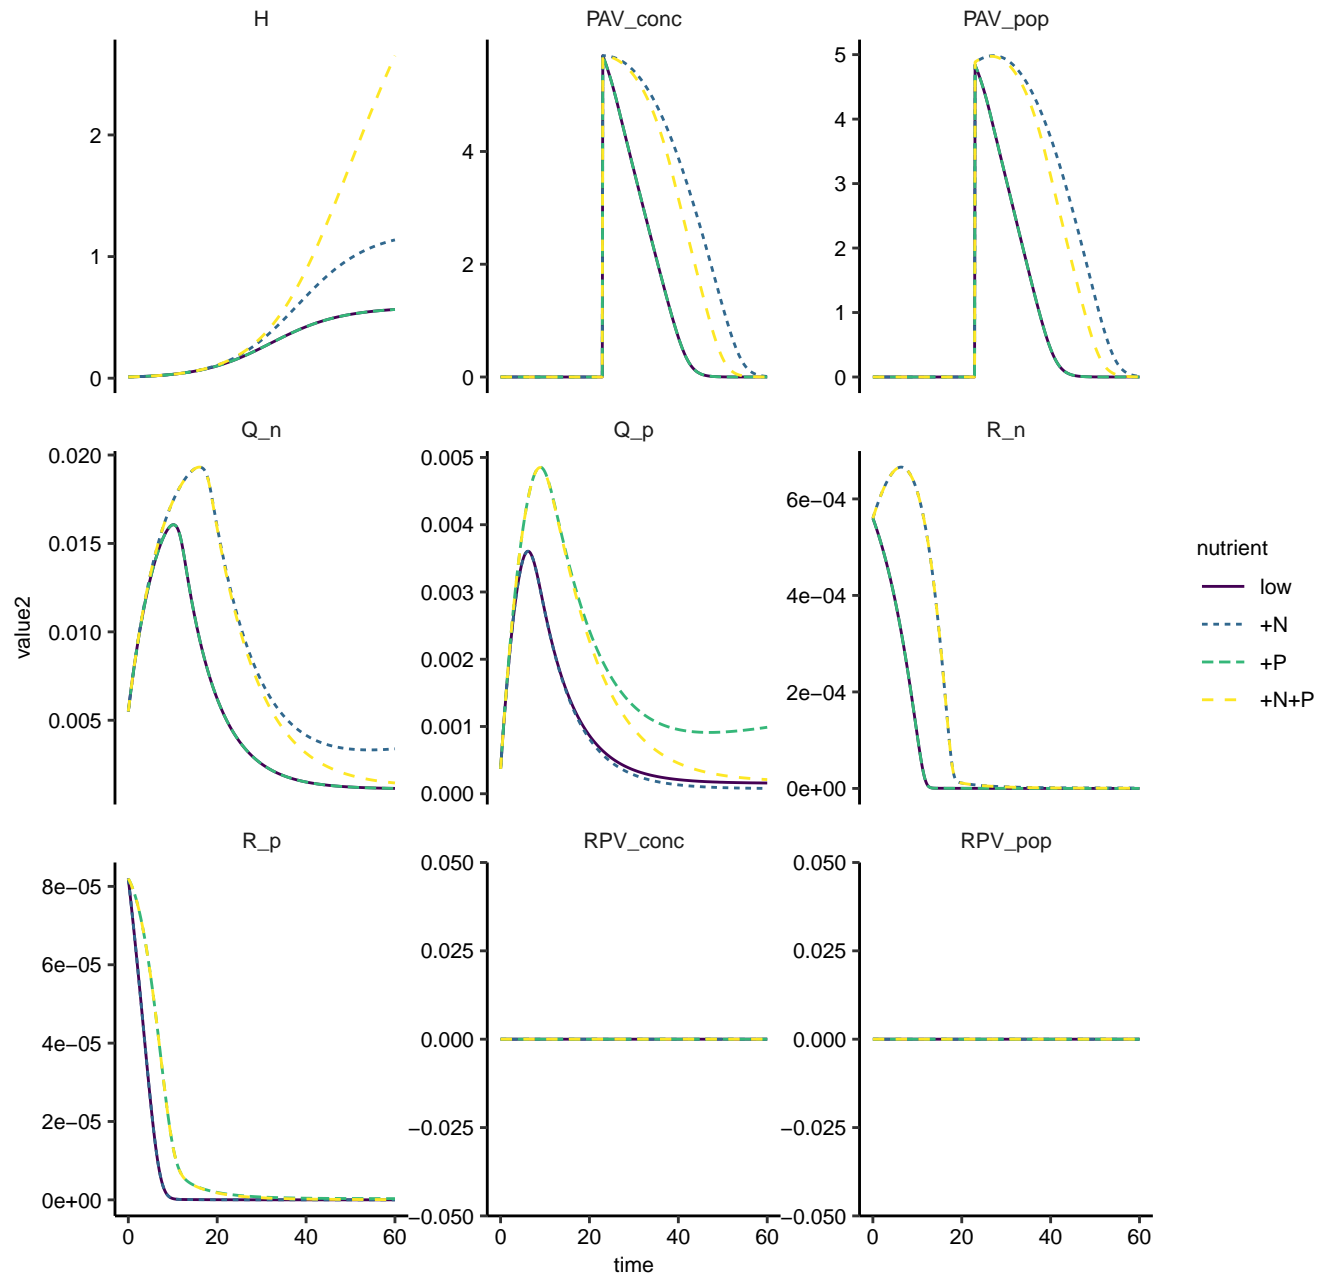 H
PAV_conc
PAV_pop
2
1
0
4
2
0
5
4
3
2
1
0
Q_n
Q_p
R_n
0.020
0.015
0.010
0.005
0.005
0.004
0.003
0.002
0.001
0.000
6e−04
4e−04
2e−04
0e+00
value2
nutrient
low
+N
+P
+N+P
R_p
RPV_conc
RPV_pop
8e−05
6e−05
4e−05
2e−05
0e+00
0.050
0.025
0.000
−0.025
−0.050
0.050
0.025
0.000
−0.025
−0.050
0 20 40 60
0 20 40 60
0 20 40 60
time